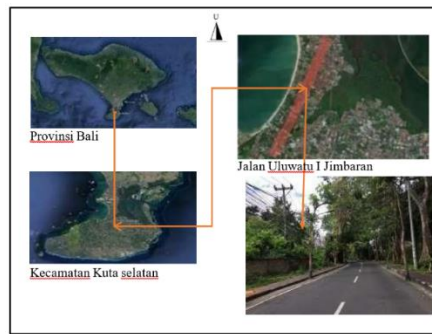 U
Provinsi Bali
Jalan Uluwatu I Jimbaran
Kecamatan Kuta selatan